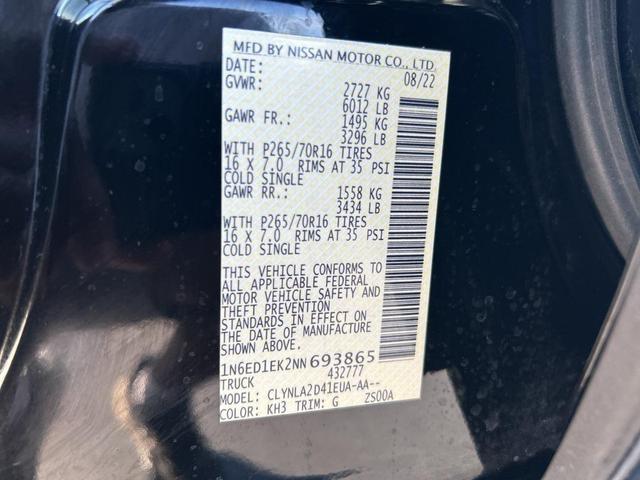 MFD BY NISSAN MOTOR CO., LTD.
DATE: 08/22
GVWR: 2727 KG
6012 LB
GAWR FR.: 1495 KG
3296 LB
WITH P265/70R16 TIRES
16 X 7.0 RIMS AT 35 PSI
COLD SINGLE
GAWR RR.: 1558 KG
3434 LB
WITH P265/70R16 TIRES
16 X 7.0 RIMS AT 35 PSI
COLD SINGLE
THIS VEHICLE CONFORMS TO
ALL APPLICABLE FEDERAL
MOTOR VEHICLE SAFETY AND
THEFT PREVENTION
STANDARDS IN EFFECT ON
THE DATE OF MANUFACTURE
SHOWN ABOVE.
1N6ED1EK2NN693865
TRUCK 432777
MODEL: CLYNLA2D41EUA-AA--
COLOR: KH3 TRIM: G ZS00A